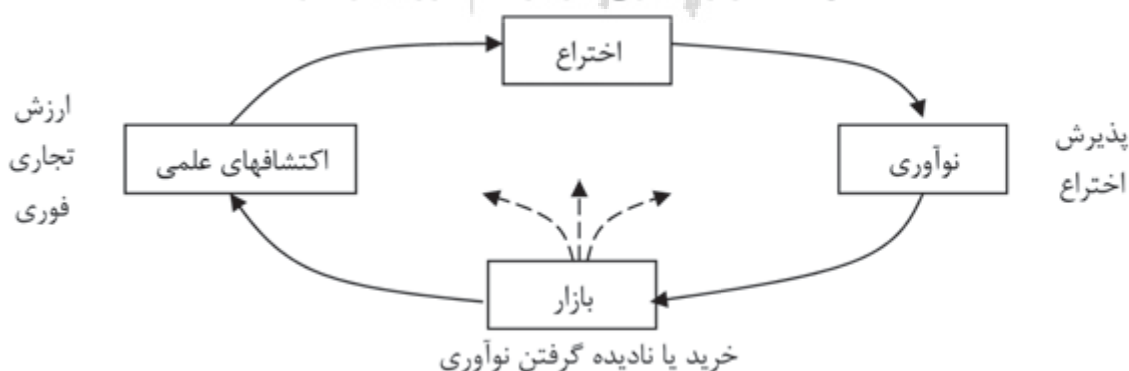 اختراع
ارزش
تجاری
فوری
اکتشافهای علمی
نوآوری
پذیرش
اختراع
بازار
خرید یا نادیده گرفتن نوآوری